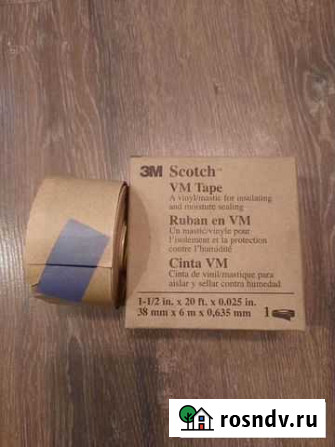 3M Scotch™
VM Tape
A vinyl/mastic for insulating
and moisture sealing
Ruban en VM
Un mastic/vinyle pour
l'isolement et la protection
contre l'humidité
Cinta VM
Cinta de vinil/mastique para
aislar y sellar contra humedad
1-1/2 in. x 20 ft. x 0.025 in.
38 mm x 6 m x 0,635 mm 1
rosndv.ru